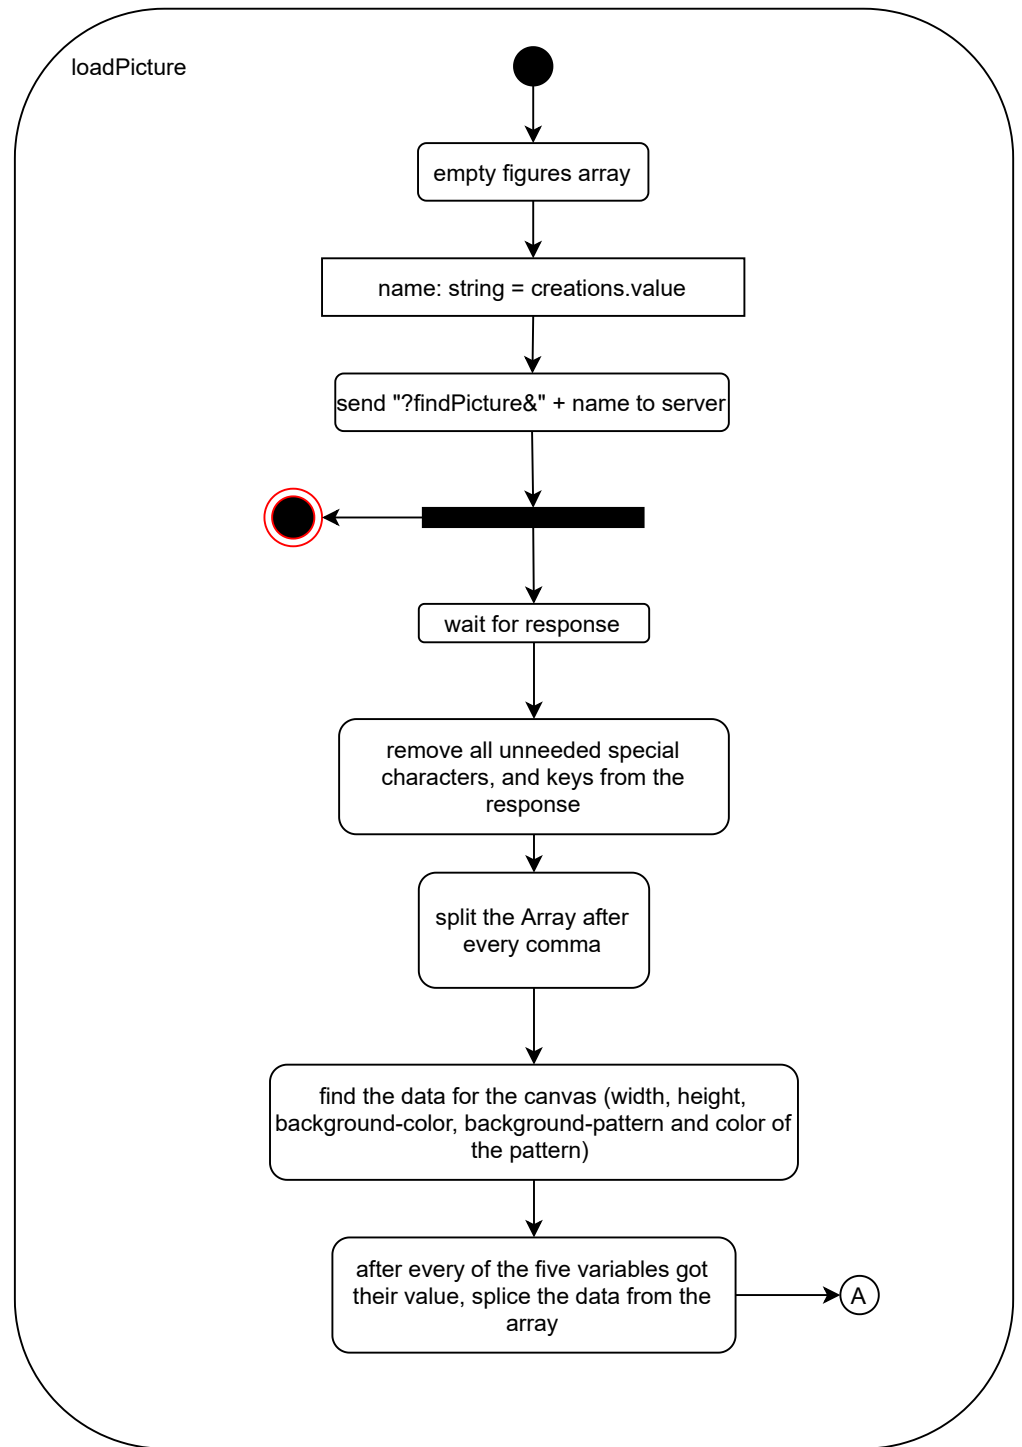 loadPicture
empty figures array
name: string = creations.value
send "?findPicture&" + name to server
wait for response
remove all unneeded special
characters, and keys from the
response
split the Array after
every comma
find the data for the canvas (width, height,
background-color, background-pattern and color of
the pattern)
after every of the five variables got
their value, splice the data from the
array
A